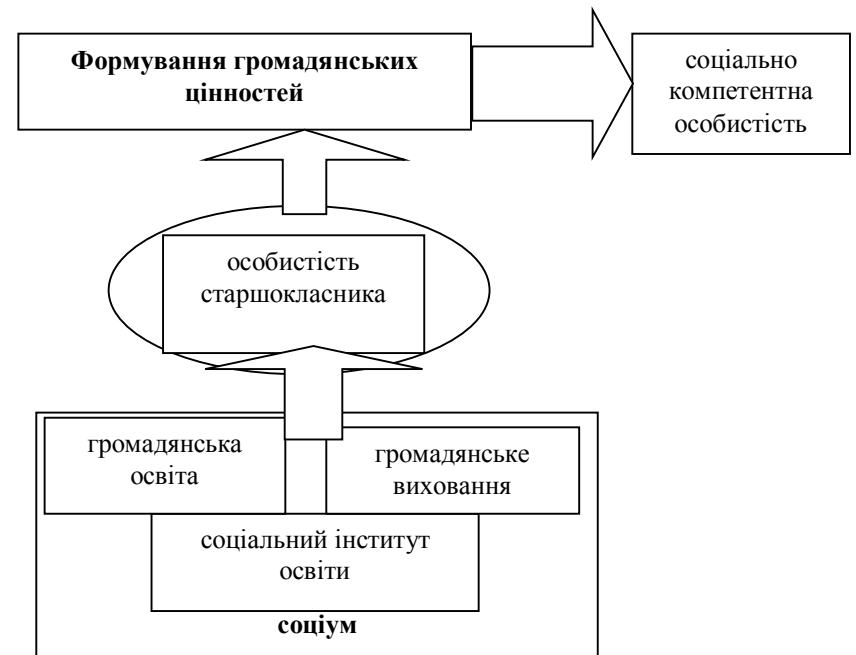 Формування громадянських
цінностей
соціально
компетентна
особистість
особистість
старшокласника
громадянська
освіта
громадянське
виховання
соціальний інститут
освіти
соціум